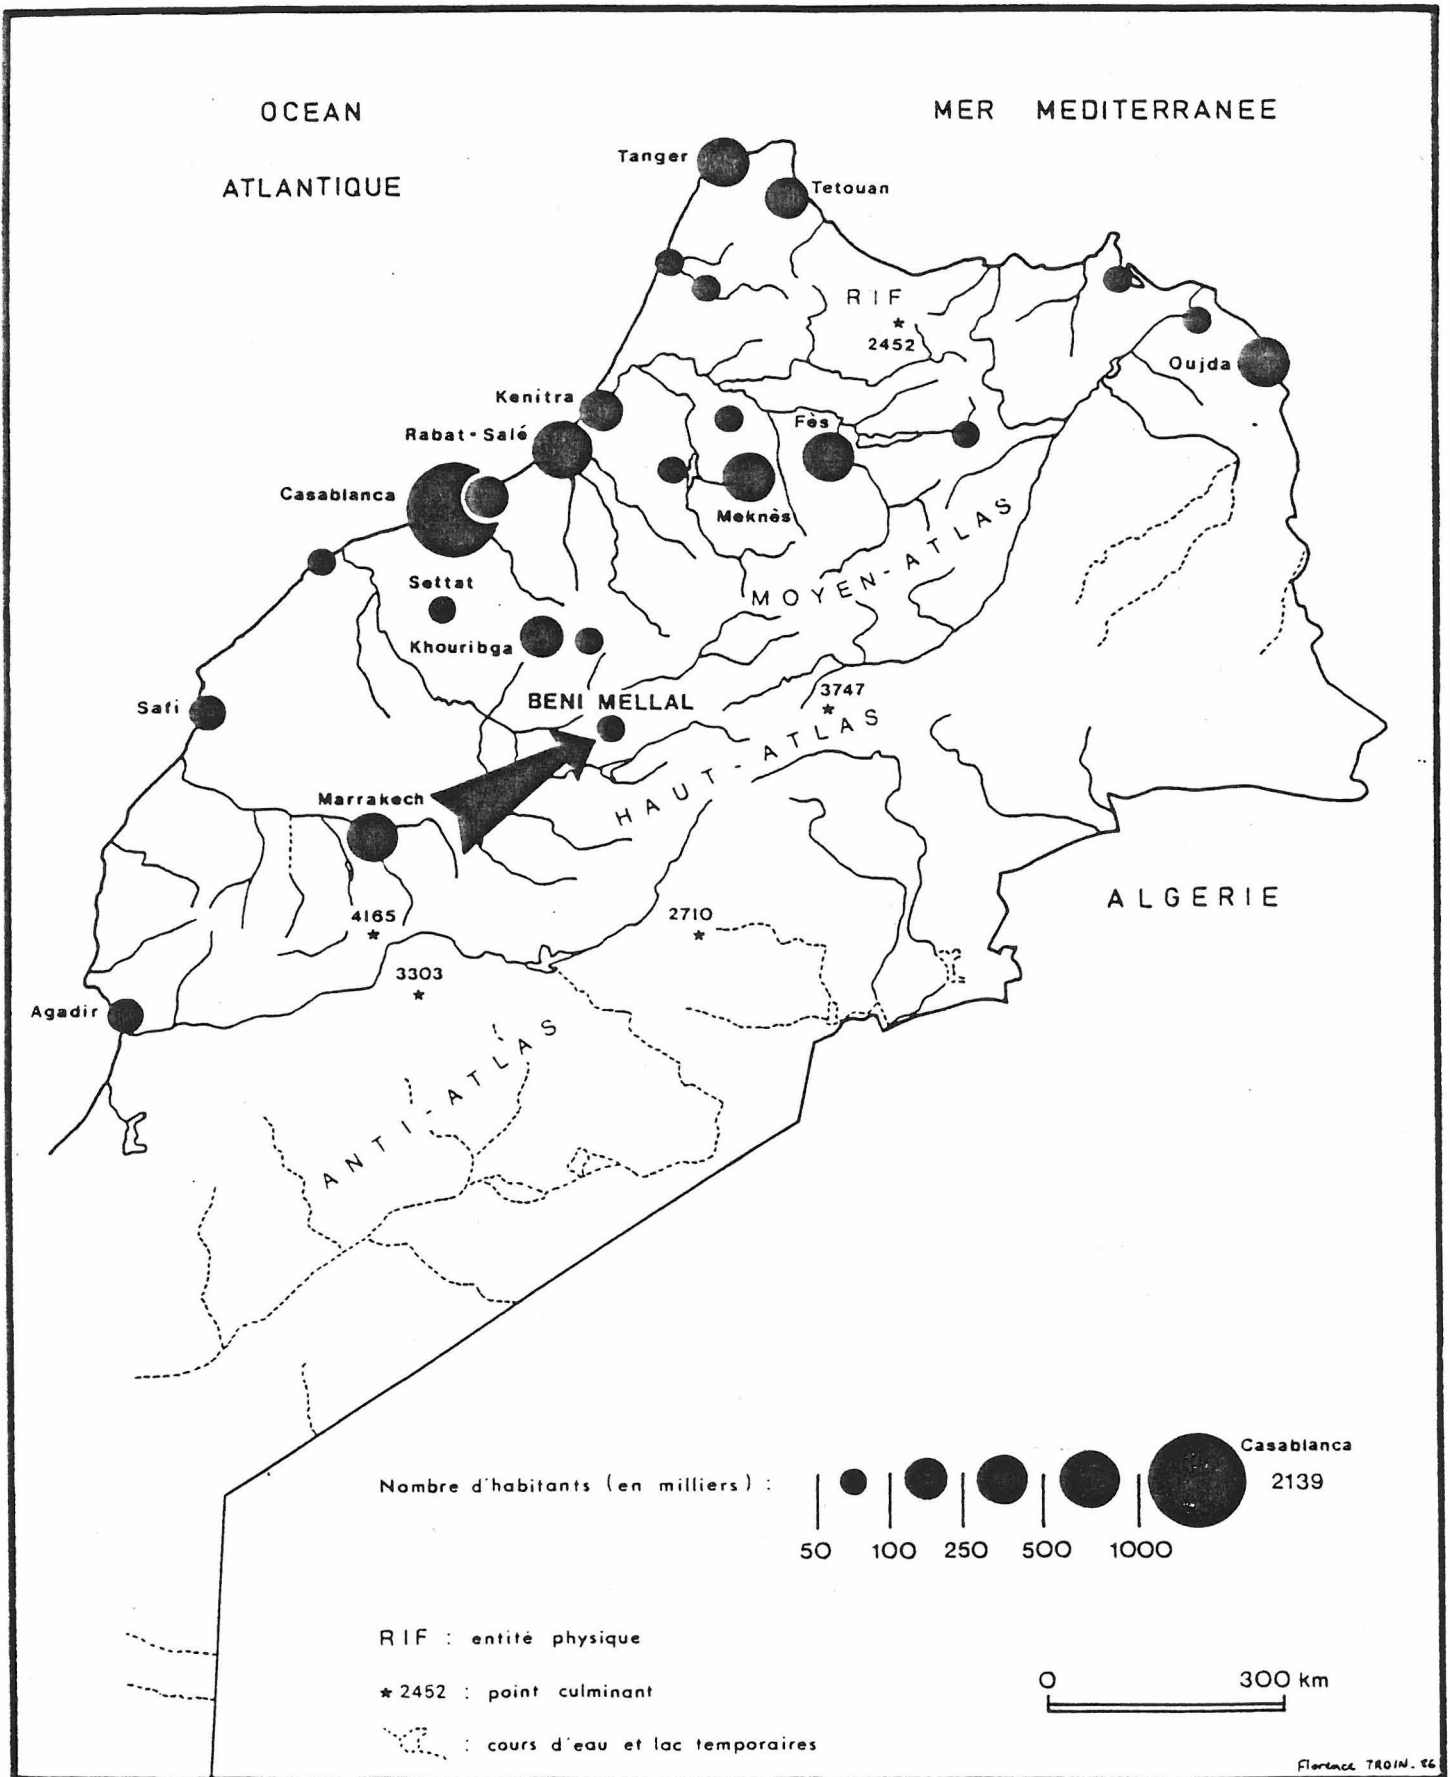 OCEAN
ATLANTIQUE
MER MEDITERRANEE
Tanger
Tetouan
RIF
2452
Oujda
Kenitra
Rabat-Salé
Fès
Casablanca
Meknès
MOYEN-ATLAS
Settat
Khouribga
BENI MELLAL
3747
Safi
HAUT-ATLAS
Marrakech
ALGERIE
4165
2710
3303
Agadir
ANTI-ATLAS
Casablanca
Nombre d'habitants (en milliers) :
2139
50 100 250 500 1000
RIF : entité physique
0 300 km
* 2452 : point culminant
: cours d'eau et lac temporaires
Florence TROIN. 86